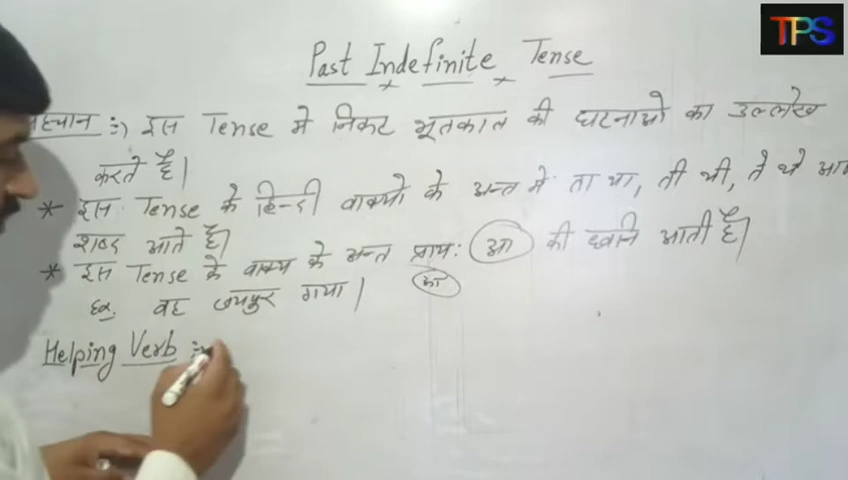 TPS
Past Indefinite Tense
पहचान :-) इस Tense मे निकट भूतकाल की घटनाओ का उल्लेख
करते है।
* इस Tense के हिन्दी वाक्यो के अन्त मे ता था, ती थी, ते थे
शब्द आते है।
* इस Tense के वाक्य के अन्त प्राय: आ की ध्वनि आती है।
Ex. वह जयपुर गया।
Helping Verb :-